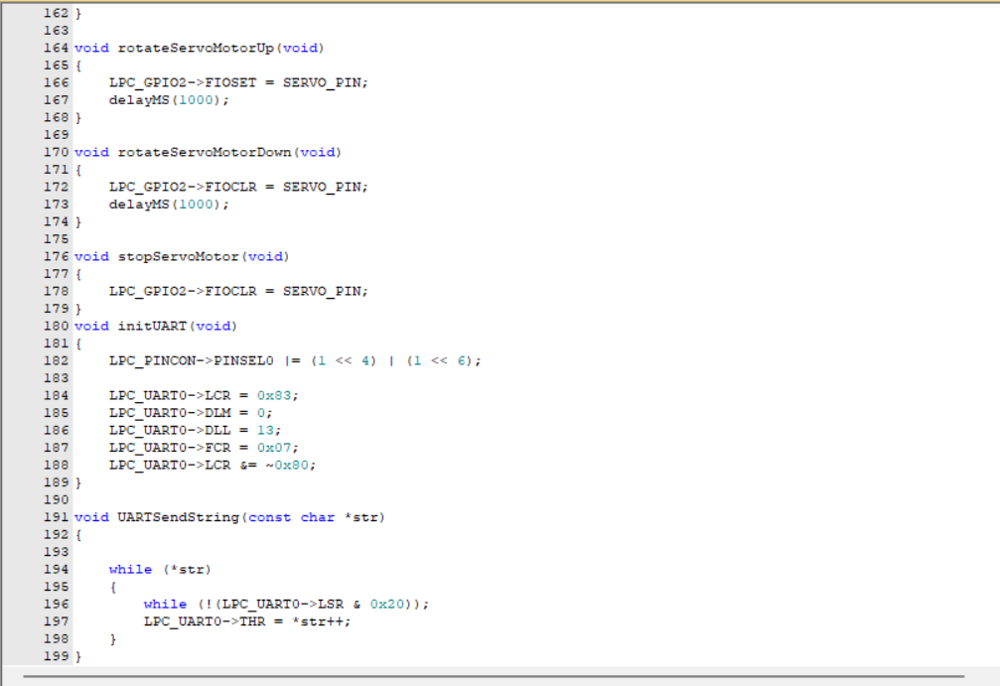 162 }
163
164 void rotateServoMotorUp(void)
165 {
166     LPC_GPIO2->FIOSET = SERVO_PIN;
167     delayMS(1000);
168 }
169
170 void rotateServoMotorDown(void)
171 {
172     LPC_GPIO2->FIOCLR = SERVO_PIN;
173     delayMS(1000);
174 }
175
176 void stopServoMotor(void)
177 {
178     LPC_GPIO2->FIOCLR = SERVO_PIN;
179 }
180 void initUART(void)
181 {
182     LPC_PINCON->PINSEL0 |= (1 << 4) | (1 << 6);
183
184     LPC_UART0->LCR = 0x83;
185     LPC_UART0->DLM = 0;
186     LPC_UART0->DLL = 13;
187     LPC_UART0->FCR = 0x07;
188     LPC_UART0->LCR &= ~0x80;
189 }
190
191 void UARTSendString(const char *str)
192 {
193
194     while (*str)
195     {
196         while (!(LPC_UART0->LSR & 0x20));
197         LPC_UART0->THR = *str++;
198     }
199 }